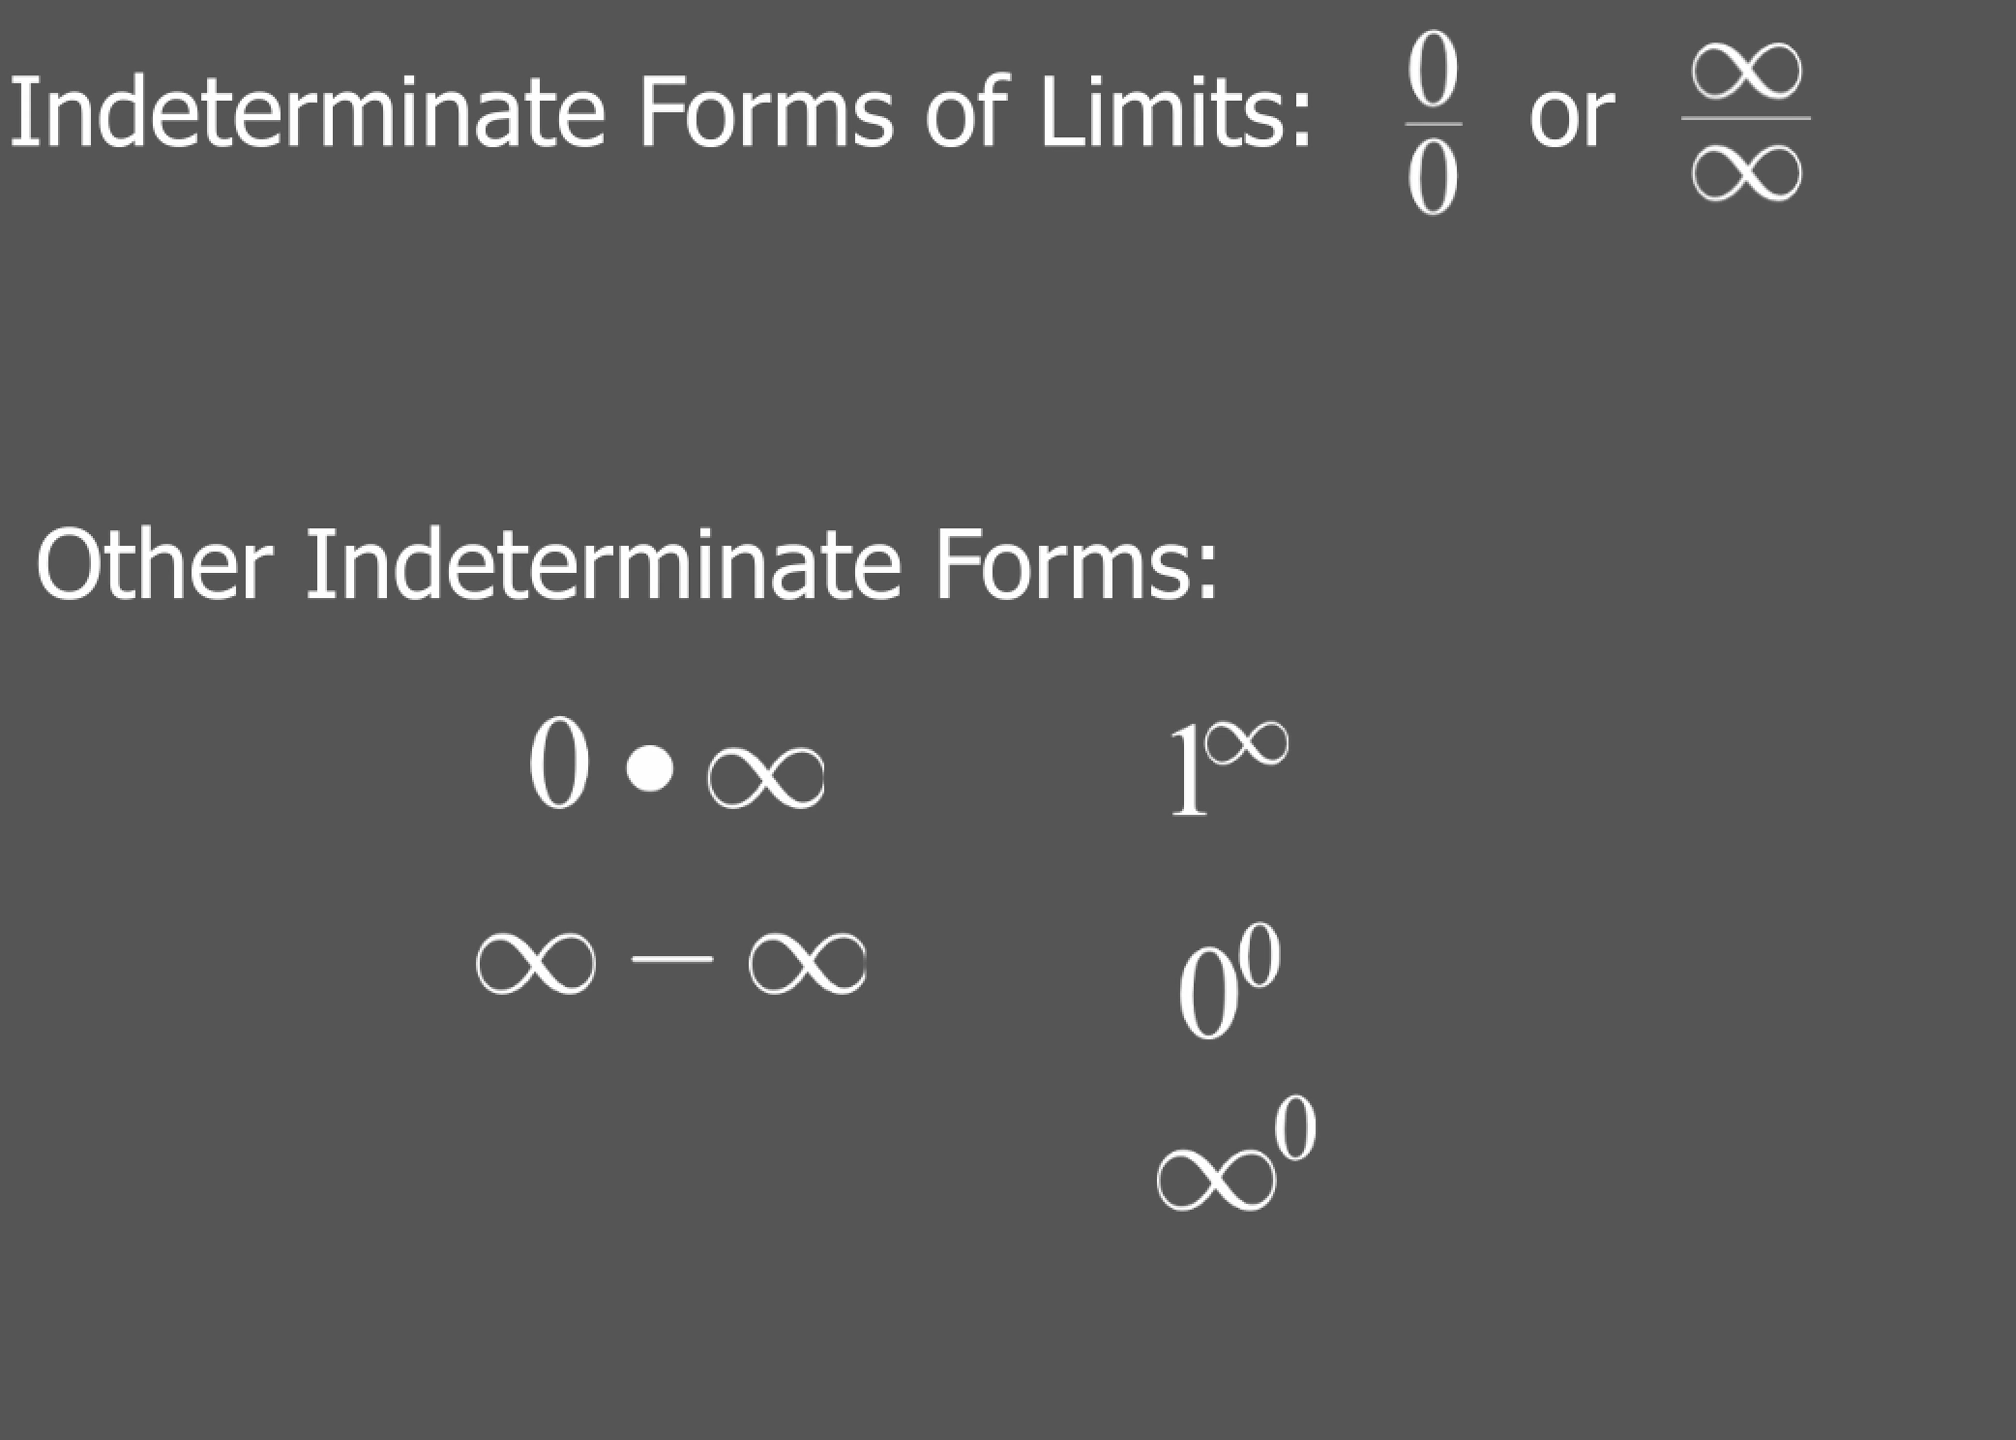 Indeterminate Forms of Limits: 0/0 or ∞/∞
Other Indeterminate Forms:
0 • ∞ 1^∞
∞ − ∞ 0^0
∞^0